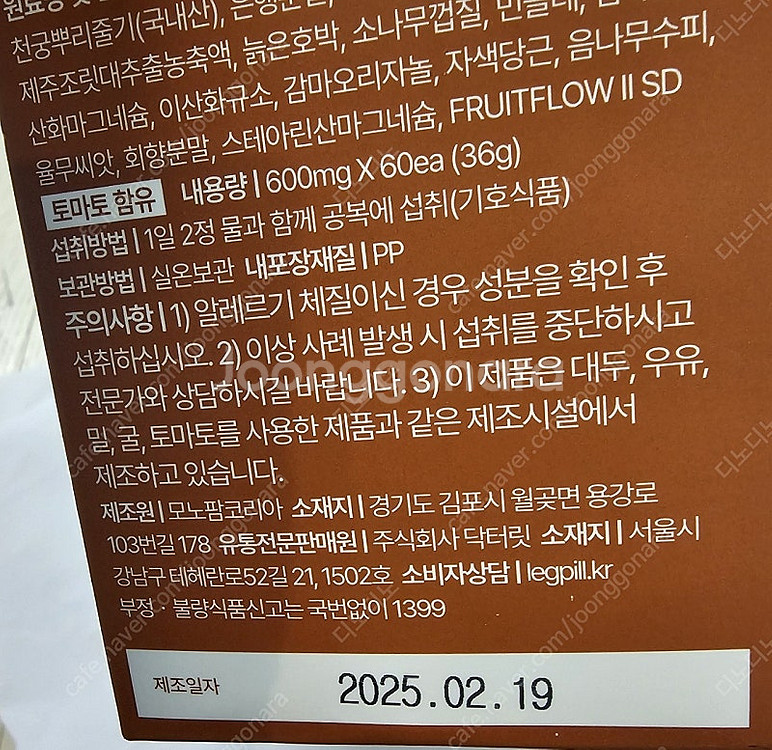 천궁뿌리줄기(국내산),
제주조릿대추출농축액, 늙은호박, 소나무껍질, 민들레,
산화마그네슘, 이산화규소, 감마오리자놀, 자색당근, 음나무수피,
율무씨앗, 회향분말, 스테아린산마그네슘, FRUITFLOW II SD
토마토 함유 내용량 | 600mg X 60ea (36g)
섭취방법 | 1일 2정 물과 함께 공복에 섭취(기호식품)
보관방법 | 실온보관 내포장재질 | PP
주의사항 | 1) 알레르기 체질이신 경우 성분을 확인 후
섭취하십시오. 2) 이상 사례 발생 시 섭취를 중단하시고
전문가와 상담하시길 바랍니다. 3) 이 제품은 대두, 우유,
밀, 굴, 토마토를 사용한 제품과 같은 제조시설에서
제조하고 있습니다.
제조원 | 모노팜코리아 소재지 | 경기도 김포시 월곶면 용강로
103번길 178 유통전문판매원 | 주식회사 닥터릿 소재지 | 서울시
강남구 테헤란로52길 21, 1502호 소비자상담 | legpill.kr
부정·불량식품신고는 국번없이 1399
제조일자 2025.02.19
Joonggonara
cafe.naver.com/joonggonara
디노디노